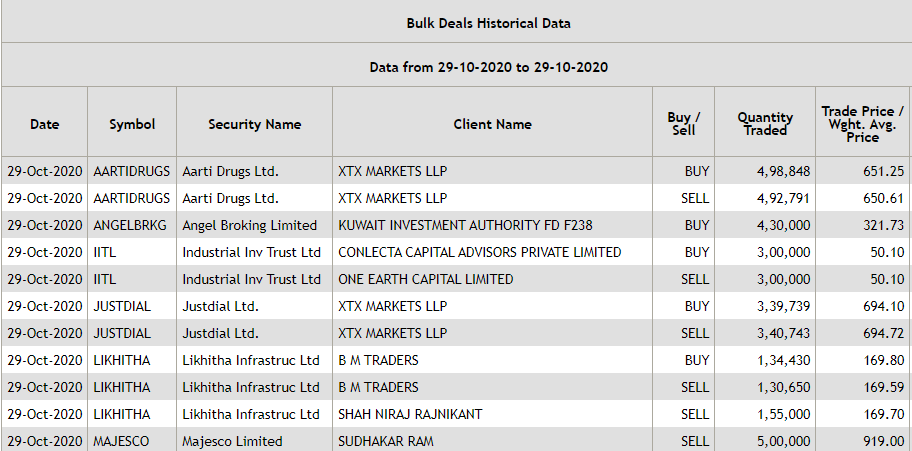 Bulk Deals Historical Data
Data from 29-10-2020 to 29-10-2020
Date Symbol Security Name Client Name Buy / Sell Quantity Traded Trade Price / Wght. Avg. Price
29-Oct-2020 AARTIDRUGS Aarti Drugs Ltd. XTX MARKETS LLP BUY 4,98,848 651.25
29-Oct-2020 AARTIDRUGS Aarti Drugs Ltd. XTX MARKETS LLP SELL 4,92,791 650.61
29-Oct-2020 ANGELBRKG Angel Broking Limited KUWAIT INVESTMENT AUTHORITY FD F238 BUY 4,30,000 321.73
29-Oct-2020 IITL Industrial Inv Trust Ltd CONLECTA CAPITAL ADVISORS PRIVATE LIMITED BUY 3,00,000 50.10
29-Oct-2020 IITL Industrial Inv Trust Ltd ONE EARTH CAPITAL LIMITED SELL 3,00,000 50.10
29-Oct-2020 JUSTDIAL Justdial Ltd. XTX MARKETS LLP BUY 3,39,739 694.10
29-Oct-2020 JUSTDIAL Justdial Ltd. XTX MARKETS LLP SELL 3,40,743 694.72
29-Oct-2020 LIKHITHA Likhitha Infrastruc Ltd B M TRADERS BUY 1,34,430 169.80
29-Oct-2020 LIKHITHA Likhitha Infrastruc Ltd B M TRADERS SELL 1,30,650 169.59
29-Oct-2020 LIKHITHA Likhitha Infrastruc Ltd SHAH NIRAJ RAJNIKANT SELL 1,55,000 169.70
29-Oct-2020 MAJESCO Majesco Limited SUDHAKAR RAM SELL 5,00,000 919.00